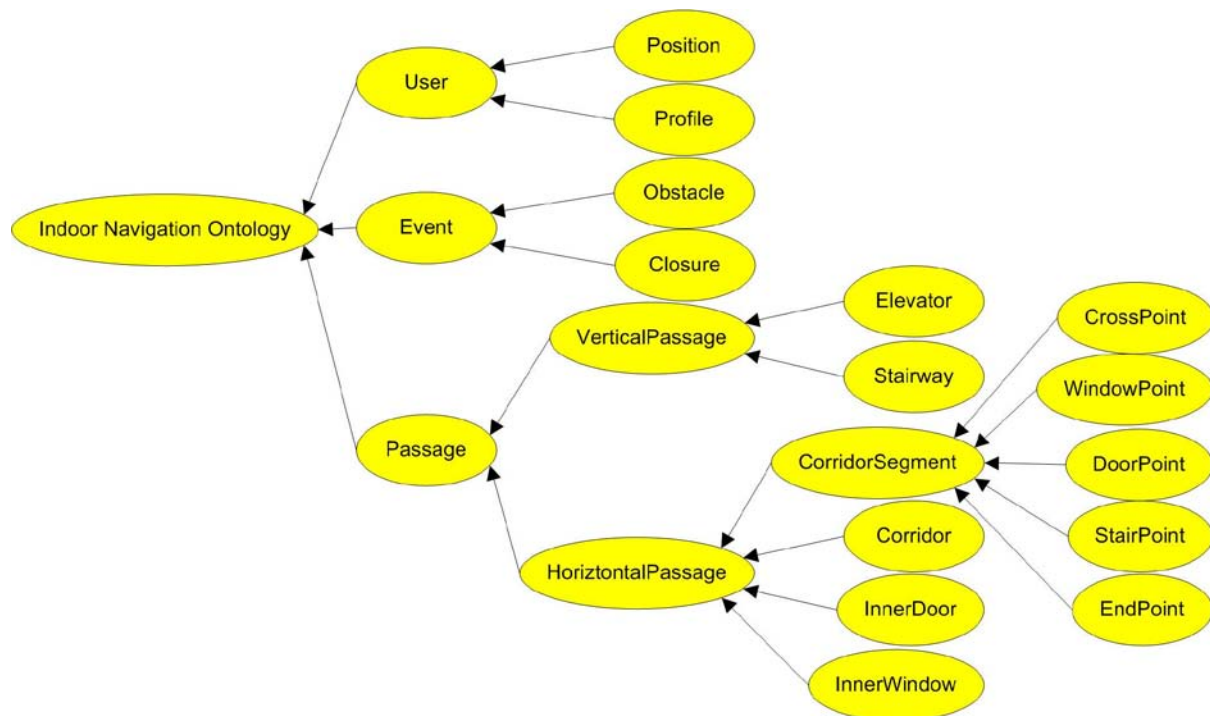 Indoor Navigation Ontology
User
Position
Profile
Event
Obstacle
Closure
Passage
VerticalPassage
Elevator
Stairway
HoriztontalPassage
CorridorSegment
CrossPoint
WindowPoint
DoorPoint
StairPoint
EndPoint
Corridor
InnerDoor
InnerWindow